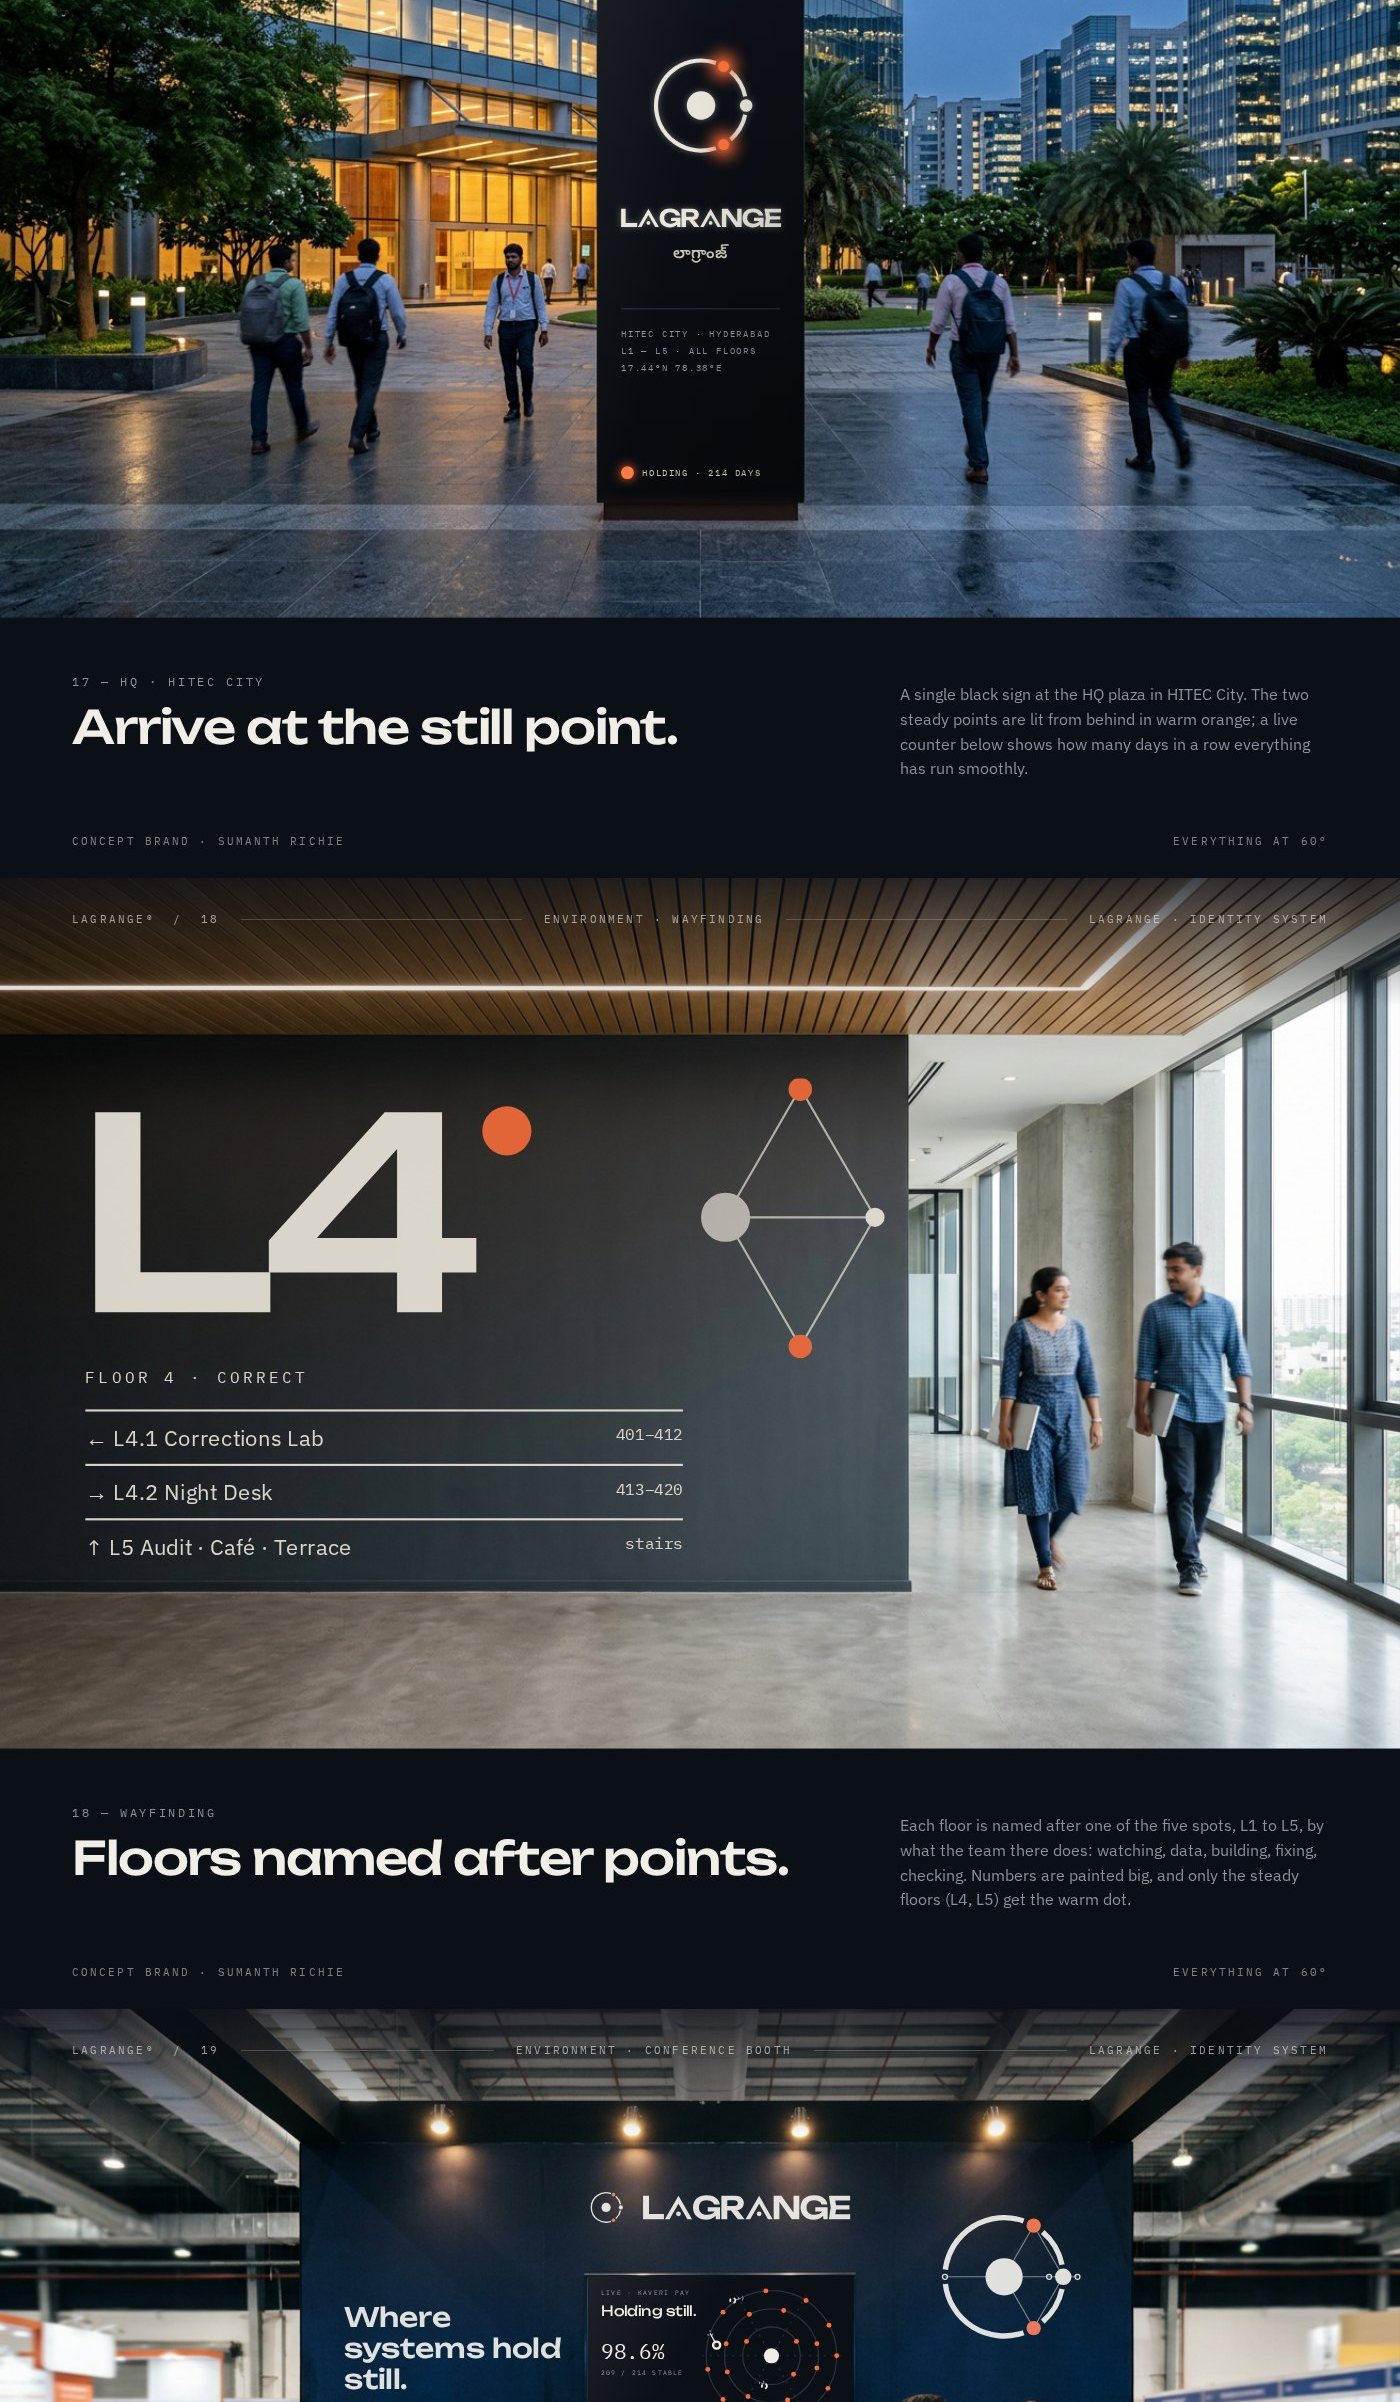 LAGRANGE
లాగ్రాంజ్
HITEC CITY · HYDERABAD
L1 — L5 · ALL FLOORS
17.44°N 78.38°E
HOLDING · 214 DAYS
17 — HQ · HITEC CITY
Arrive at the still point.
A single black sign at the HQ plaza in HITEC City. The two
steady points are lit from behind in warm orange; a live
counter below shows how many days in a row everything
has run smoothly.
CONCEPT BRAND · SUMANTH RICHIE
EVERYTHING AT 60°
LAGRANGE° / 18
ENVIRONMENT · WAYFINDING
LAGRANGE · IDENTITY SYSTEM
L4
FLOOR 4 · CORRECT
← L4.1 Corrections Lab 401–412
→ L4.2 Night Desk 413–420
↑ L5 Audit · Café · Terrace stairs
18 — WAYFINDING
Floors named after points.
Each floor is named after one of the five spots, L1 to L5, by
what the team there does: watching, data, building, fixing,
checking. Numbers are painted big, and only the steady
floors (L4, L5) get the warm dot.
CONCEPT BRAND · SUMANTH RICHIE
EVERYTHING AT 60°
LAGRANGE° / 19
ENVIRONMENT · CONFERENCE BOOTH
LAGRANGE · IDENTITY SYSTEM
LAGRANGE
Where
systems hold
still.
LIVE · KAVERI PAY
Holding still.
98.6%
209 / 214 STABLE